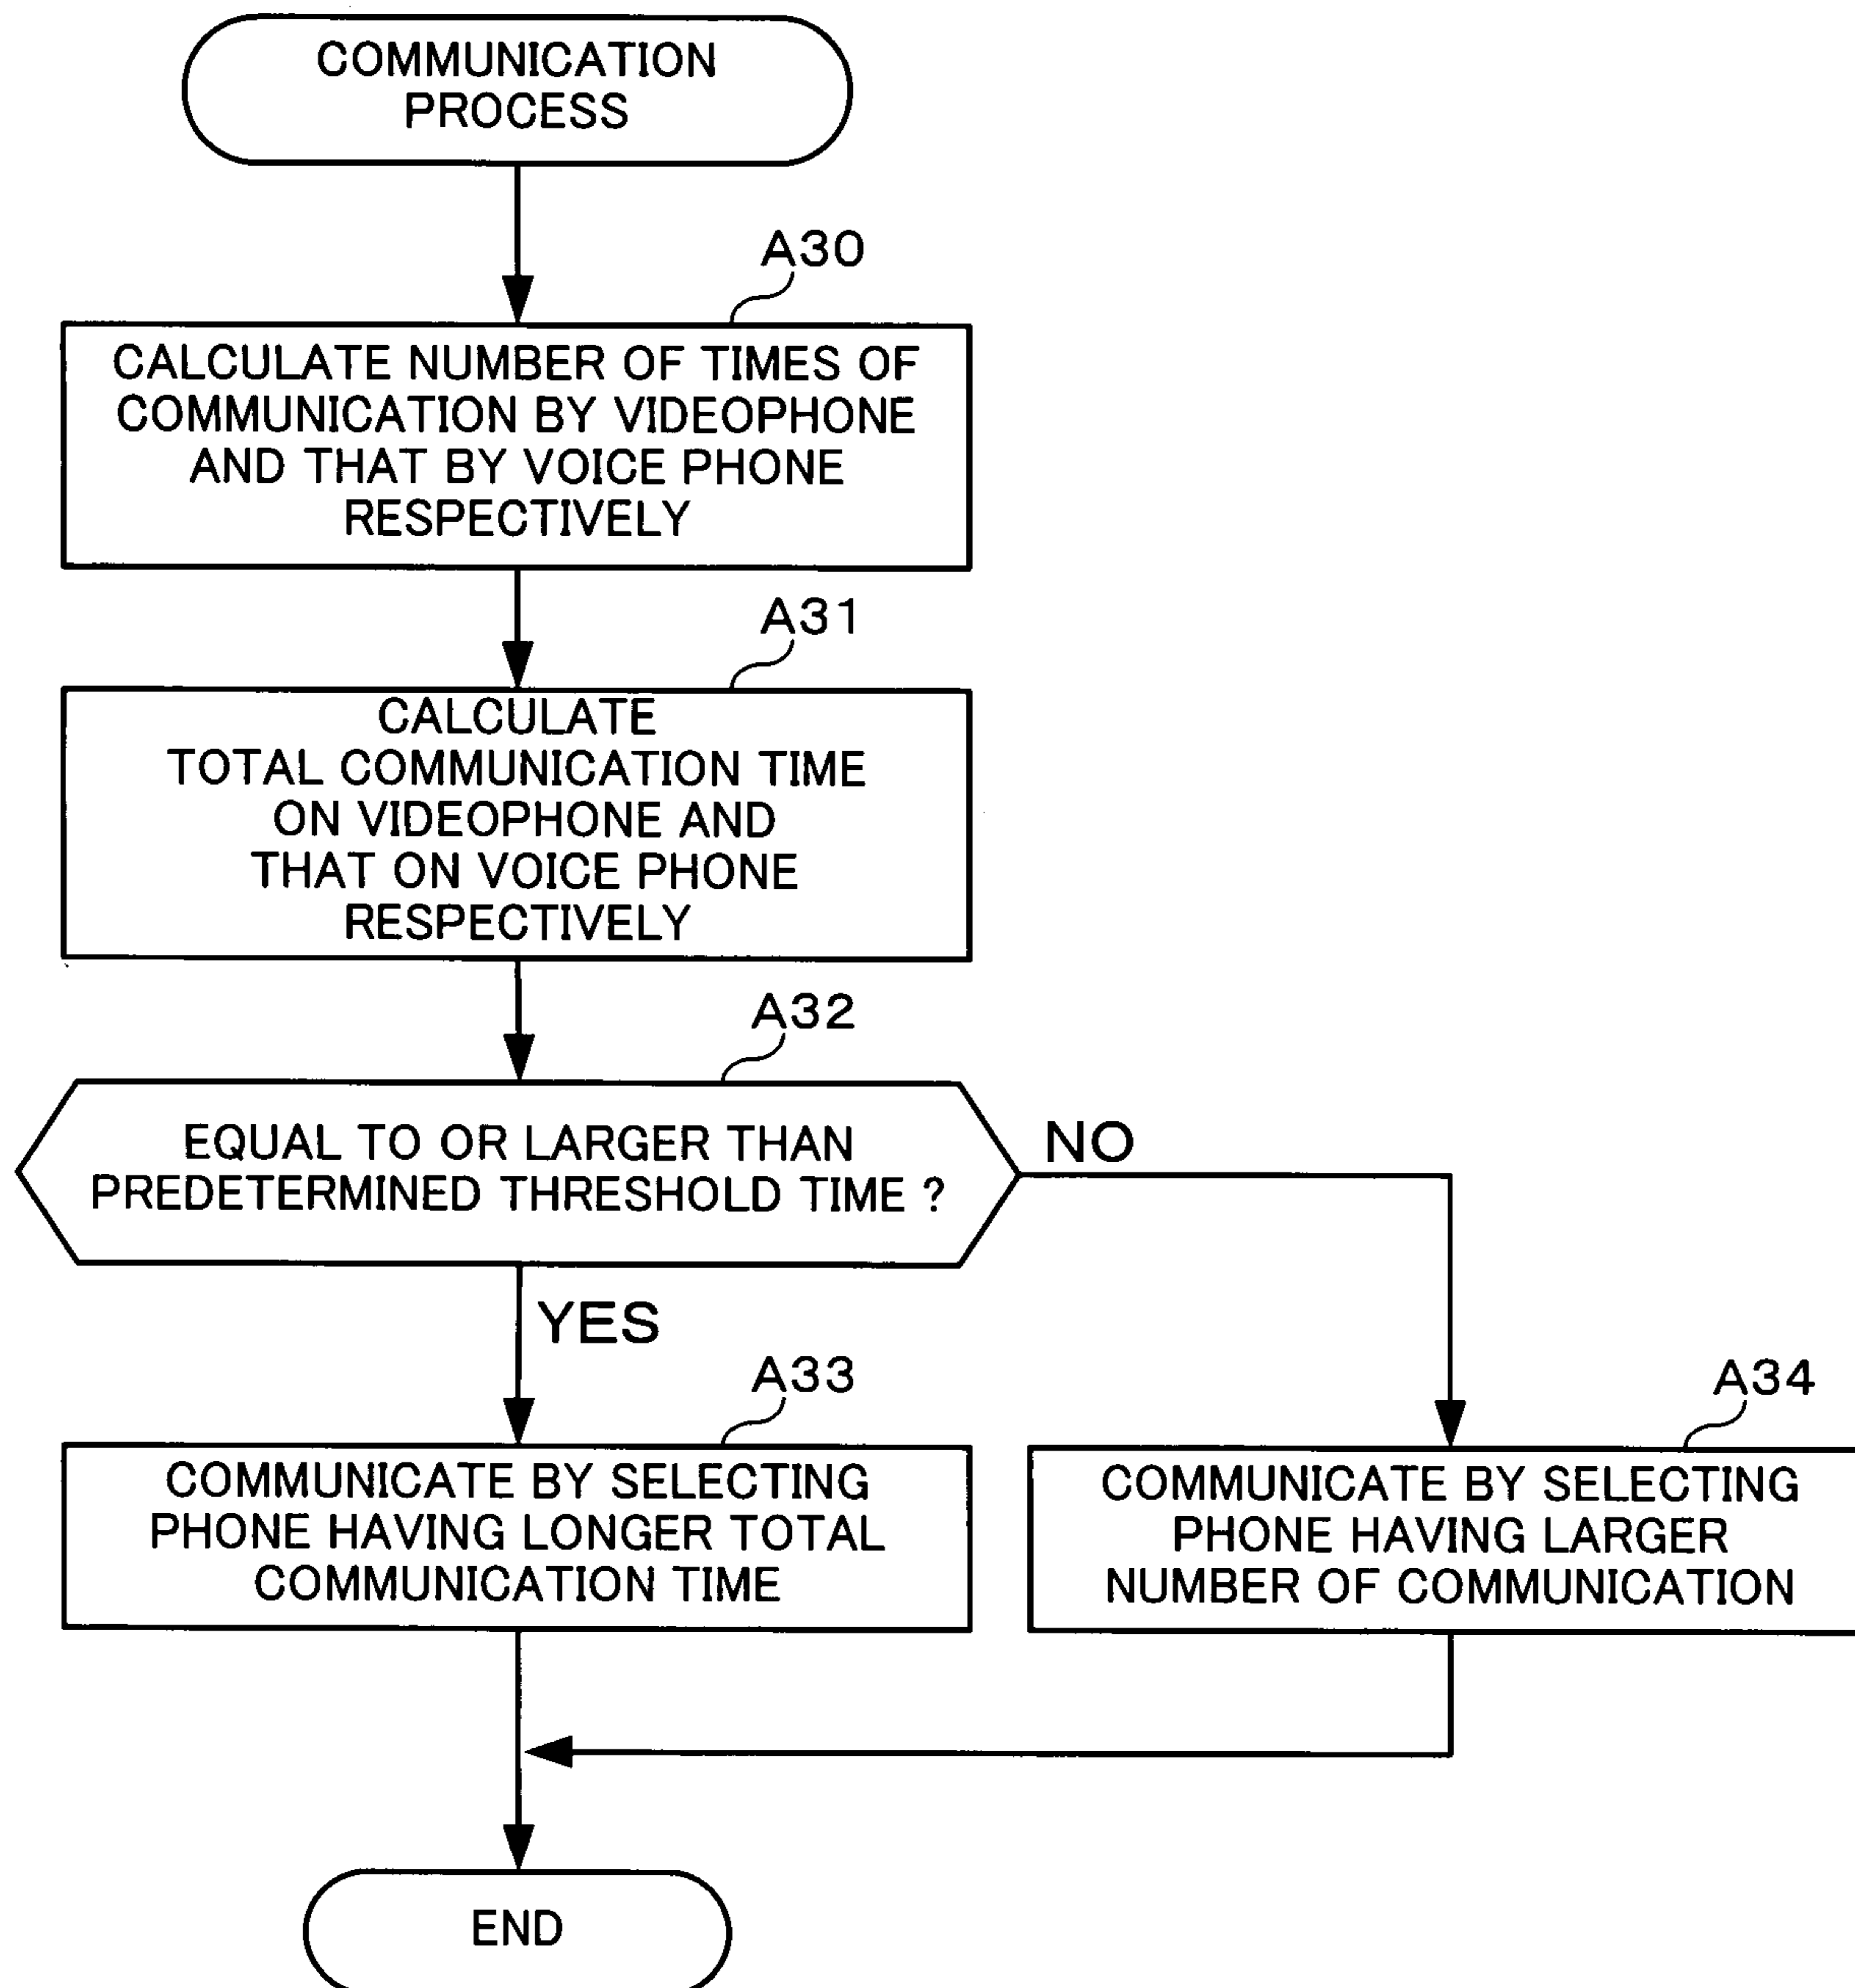 COMMUNICATION
PROCESS
A30
CALCULATE NUMBER OF TIMES OF
COMMUNICATION BY VIDEOPHONE
AND THAT BY VOICE PHONE
RESPECTIVELY
A31
CALCULATE
TOTAL COMMUNICATION TIME
ON VIDEOPHONE AND
THAT ON VOICE PHONE
RESPECTIVELY
A32
EQUAL TO OR LARGER THAN
PREDETERMINED THRESHOLD TIME ?
NO
YES
A33
COMMUNICATE BY SELECTING
PHONE HAVING LONGER TOTAL
COMMUNICATION TIME
A34
COMMUNICATE BY SELECTING
PHONE HAVING LARGER
NUMBER OF COMMUNICATION
END